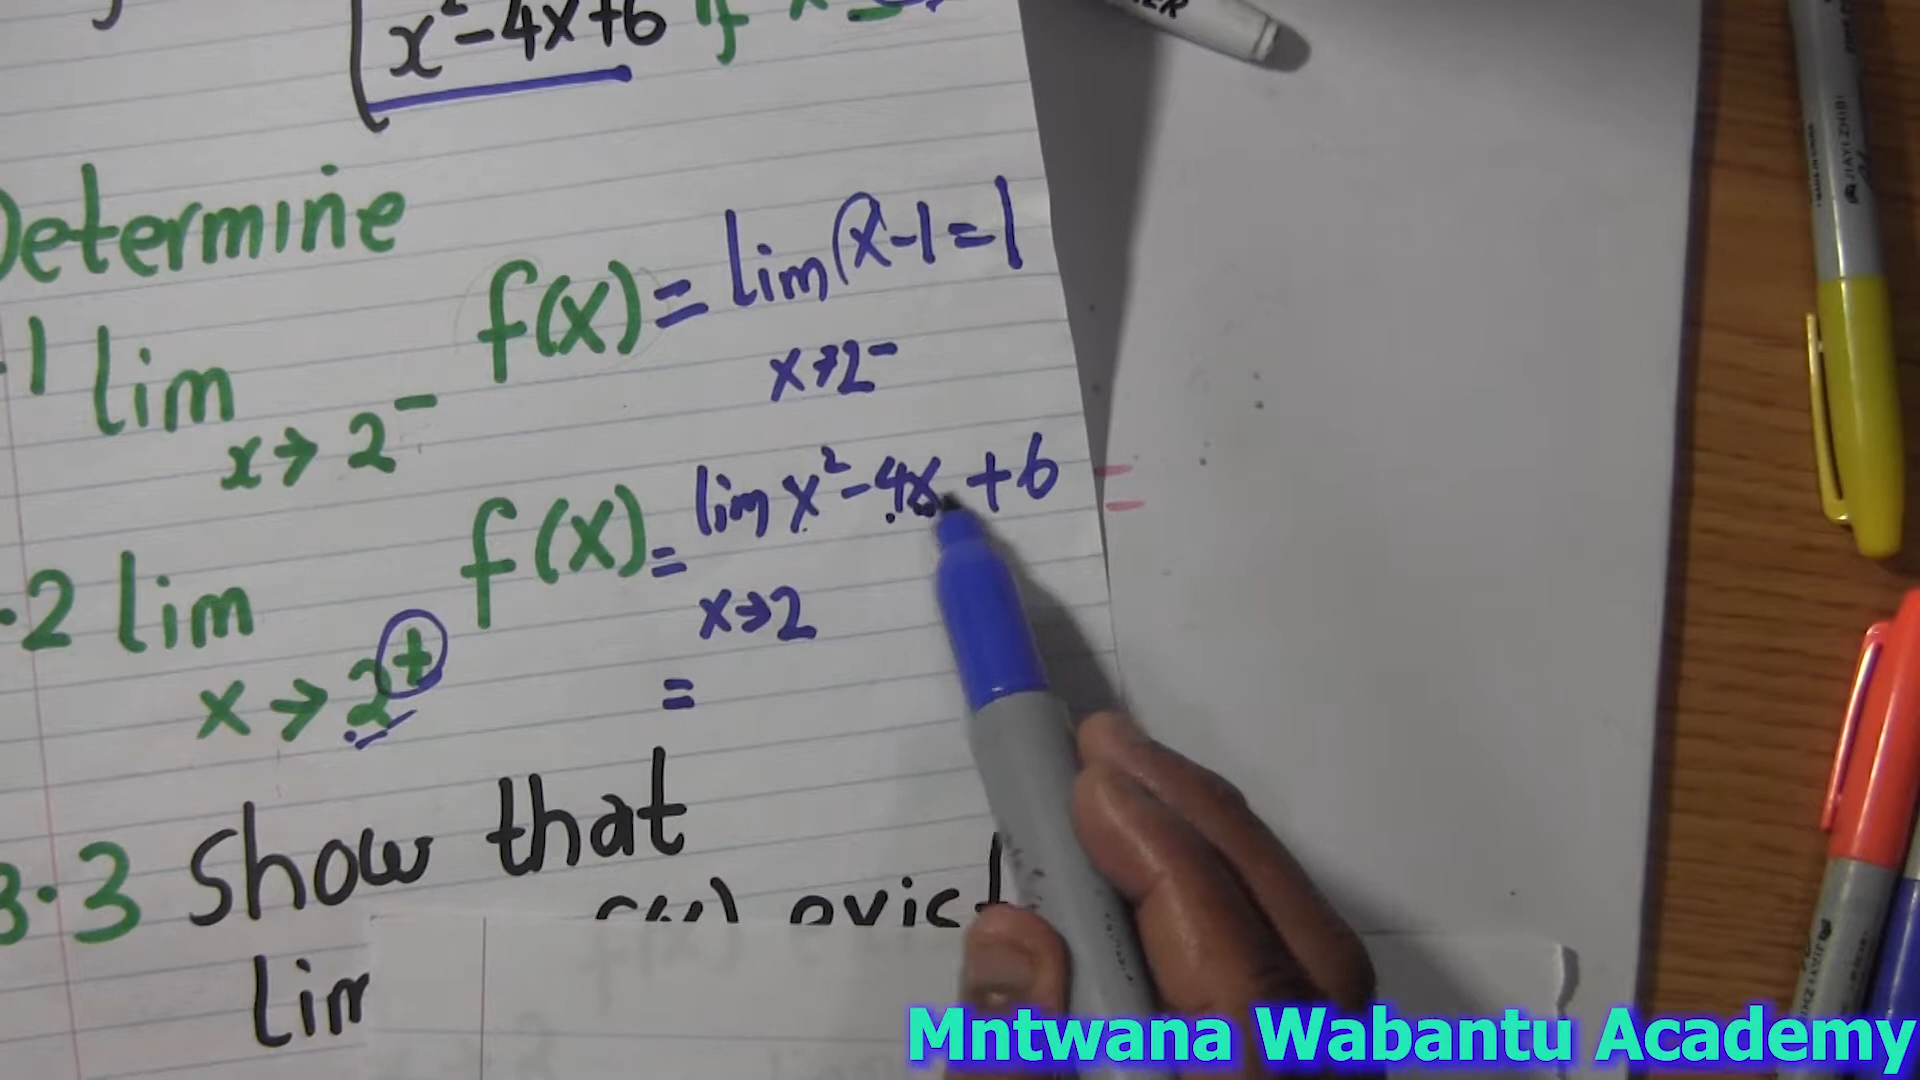 x² - 4x + 6 if x
Determine
.1 lim f(x) = lim (x - 1 = 1
x → 2⁻ x → 2⁻
.2 lim f(x) = lim x² - 4x + 6 =
x → 2⁺ x → 2
=
3.3 Show that
f(x) exist
Lim
Mntwana Wabantu Academy